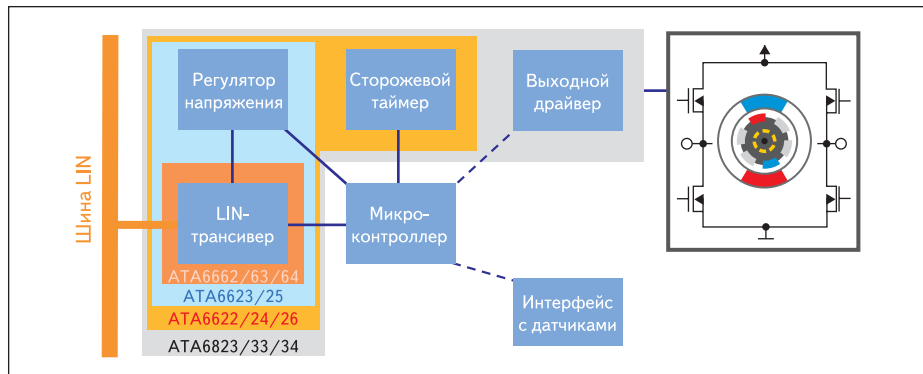 Шина LIN
Регулятор
напряжения
Сторожевой
таймер
Выходной
драйвер
LIN-
трансивер
Микро-
контроллер
Интерфейс
с датчиками
ATA6662/63/64
ATA6623/25
ATA6622/24/26
ATA6823/33/34